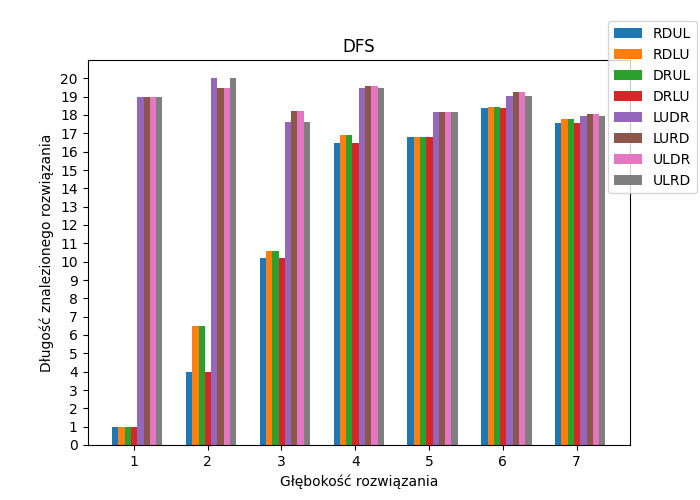 DFS
RDUL
RDLU
DRUL
DRLU
LUDR
LURD
ULDR
ULRD
Długość znalezionego rozwiązania
20
19
18
17
16
15
14
13
12
11
10
9
8
7
6
5
4
3
2
1
0
1 2 3 4 5 6 7
Głębokość rozwiązania